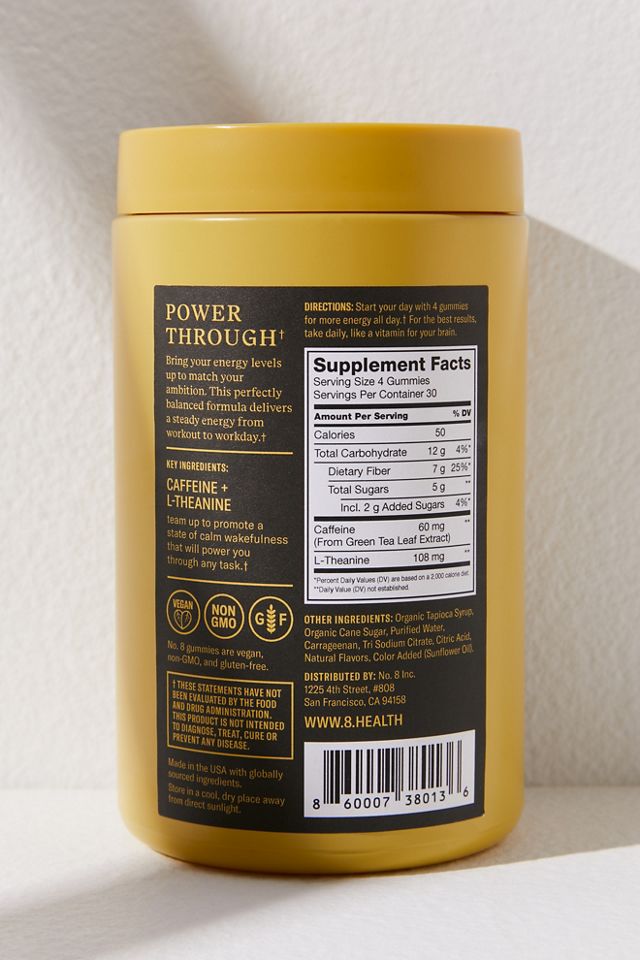 POWER
THROUGH†
Bring your energy levels
up to match your
ambition. This perfectly
balanced formula delivers
a steady energy from
workout to workday.†
KEY INGREDIENTS:
CAFFEINE +
L-THEANINE
team up to promote a
state of calm wakefulness
that will power you
through any task.†
VEGAN
NON
GMO
G F
No. 8 gummies are vegan,
non-GMO, and gluten-free.
† THESE STATEMENTS HAVE NOT
BEEN EVALUATED BY THE FOOD
AND DRUG ADMINISTRATION.
THIS PRODUCT IS NOT INTENDED
TO DIAGNOSE, TREAT, CURE OR
PREVENT ANY DISEASE.
Made in the USA with globally
sourced ingredients.
Store in a cool, dry place away
from direct sunlight.
DIRECTIONS: Start your day with 4 gummies
for more energy all day.† For the best results,
take daily, like a vitamin for your brain.
Supplement Facts
Serving Size 4 Gummies
Servings Per Container 30
Amount Per Serving % DV
Calories 50
Total Carbohydrate 12 g 4%*
Dietary Fiber 7 g 25%*
Total Sugars 5 g **
Incl. 2 g Added Sugars 4%*
Caffeine 60 mg **
(From Green Tea Leaf Extract)
L-Theanine 108 mg **
*Percent Daily Values (DV) are based on a 2,000 calorie diet.
**Daily Value (DV) not established.
OTHER INGREDIENTS: Organic Tapioca Syrup,
Organic Cane Sugar, Purified Water,
Carrageenan, Tri Sodium Citrate, Citric Acid,
Natural Flavors, Color Added (Sunflower Oil).
DISTRIBUTED BY: No. 8 Inc.
1225 4th Street, #808
San Francisco, CA 94158
WWW.8.HEALTH
8 60007 38013 6